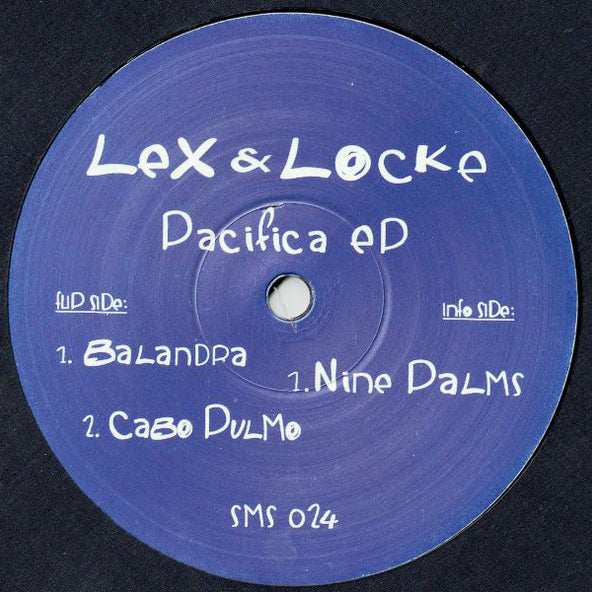 Lex & Locke
Pacifica eP
flip side:
1. Balandra
2. Cabo Pulmo
info side:
1. Nine Palms
SMS 024